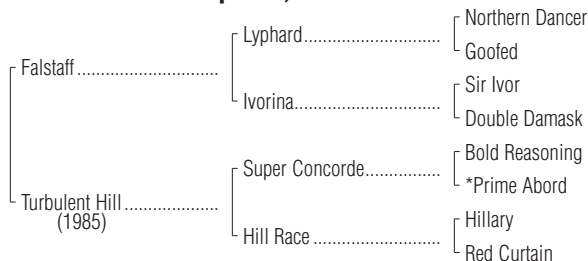 Northern Dancer
Lyphard
Goofed
Falstaff
Sir Ivor
Ivorina
Double Damask
Bold Reasoning
Super Concorde
*Prime Abord
Turbulent Hill
(1985)
Hillary
Hill Race
Red Curtain